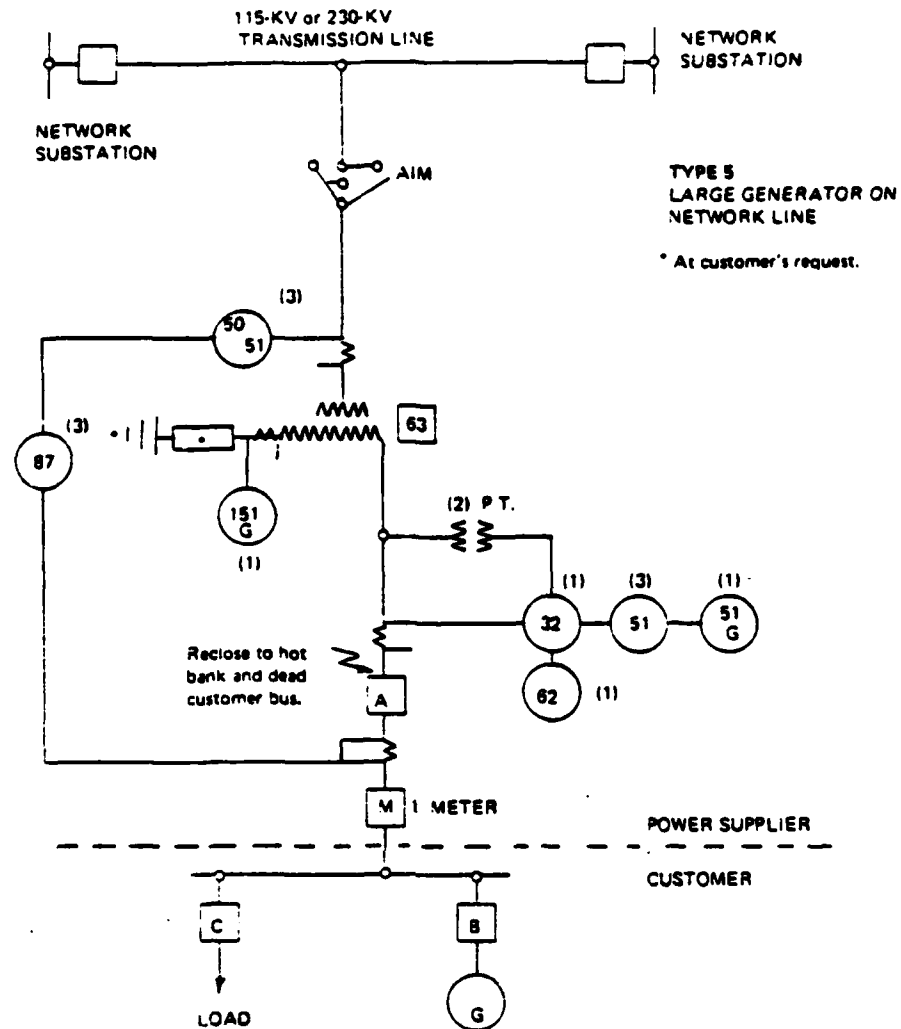 115-KV or 230-KV
TRANSMISSION LINE
NETWORK
SUBSTATION
NETWORK
SUBSTATION
AIM
TYPE 5
LARGE GENERATOR ON
NETWORK LINE
* At customer's request.
(3)
50
51
63
(3)
87
*
*
151
G
(1)
(2) P.T.
(1)
(3)
(1)
32
51
51
G
Reclose to hot
bank and dead
customer bus.
A
62
(1)
M
1 METER
POWER SUPPLIER
CUSTOMER
C
B
G
LOAD